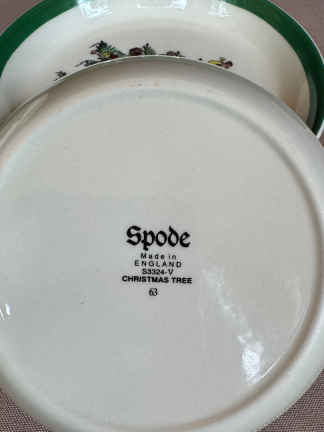 Spode
Made in
ENGLAND
S3324-V
CHRISTMAS TREE
63